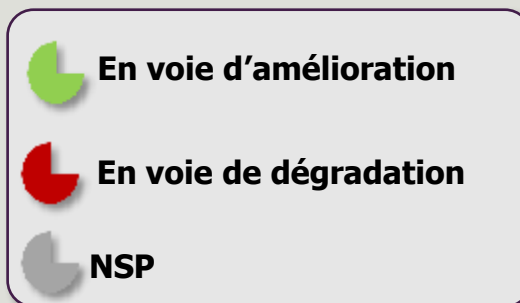 En voie d’amélioration
En voie de dégradation
NSP